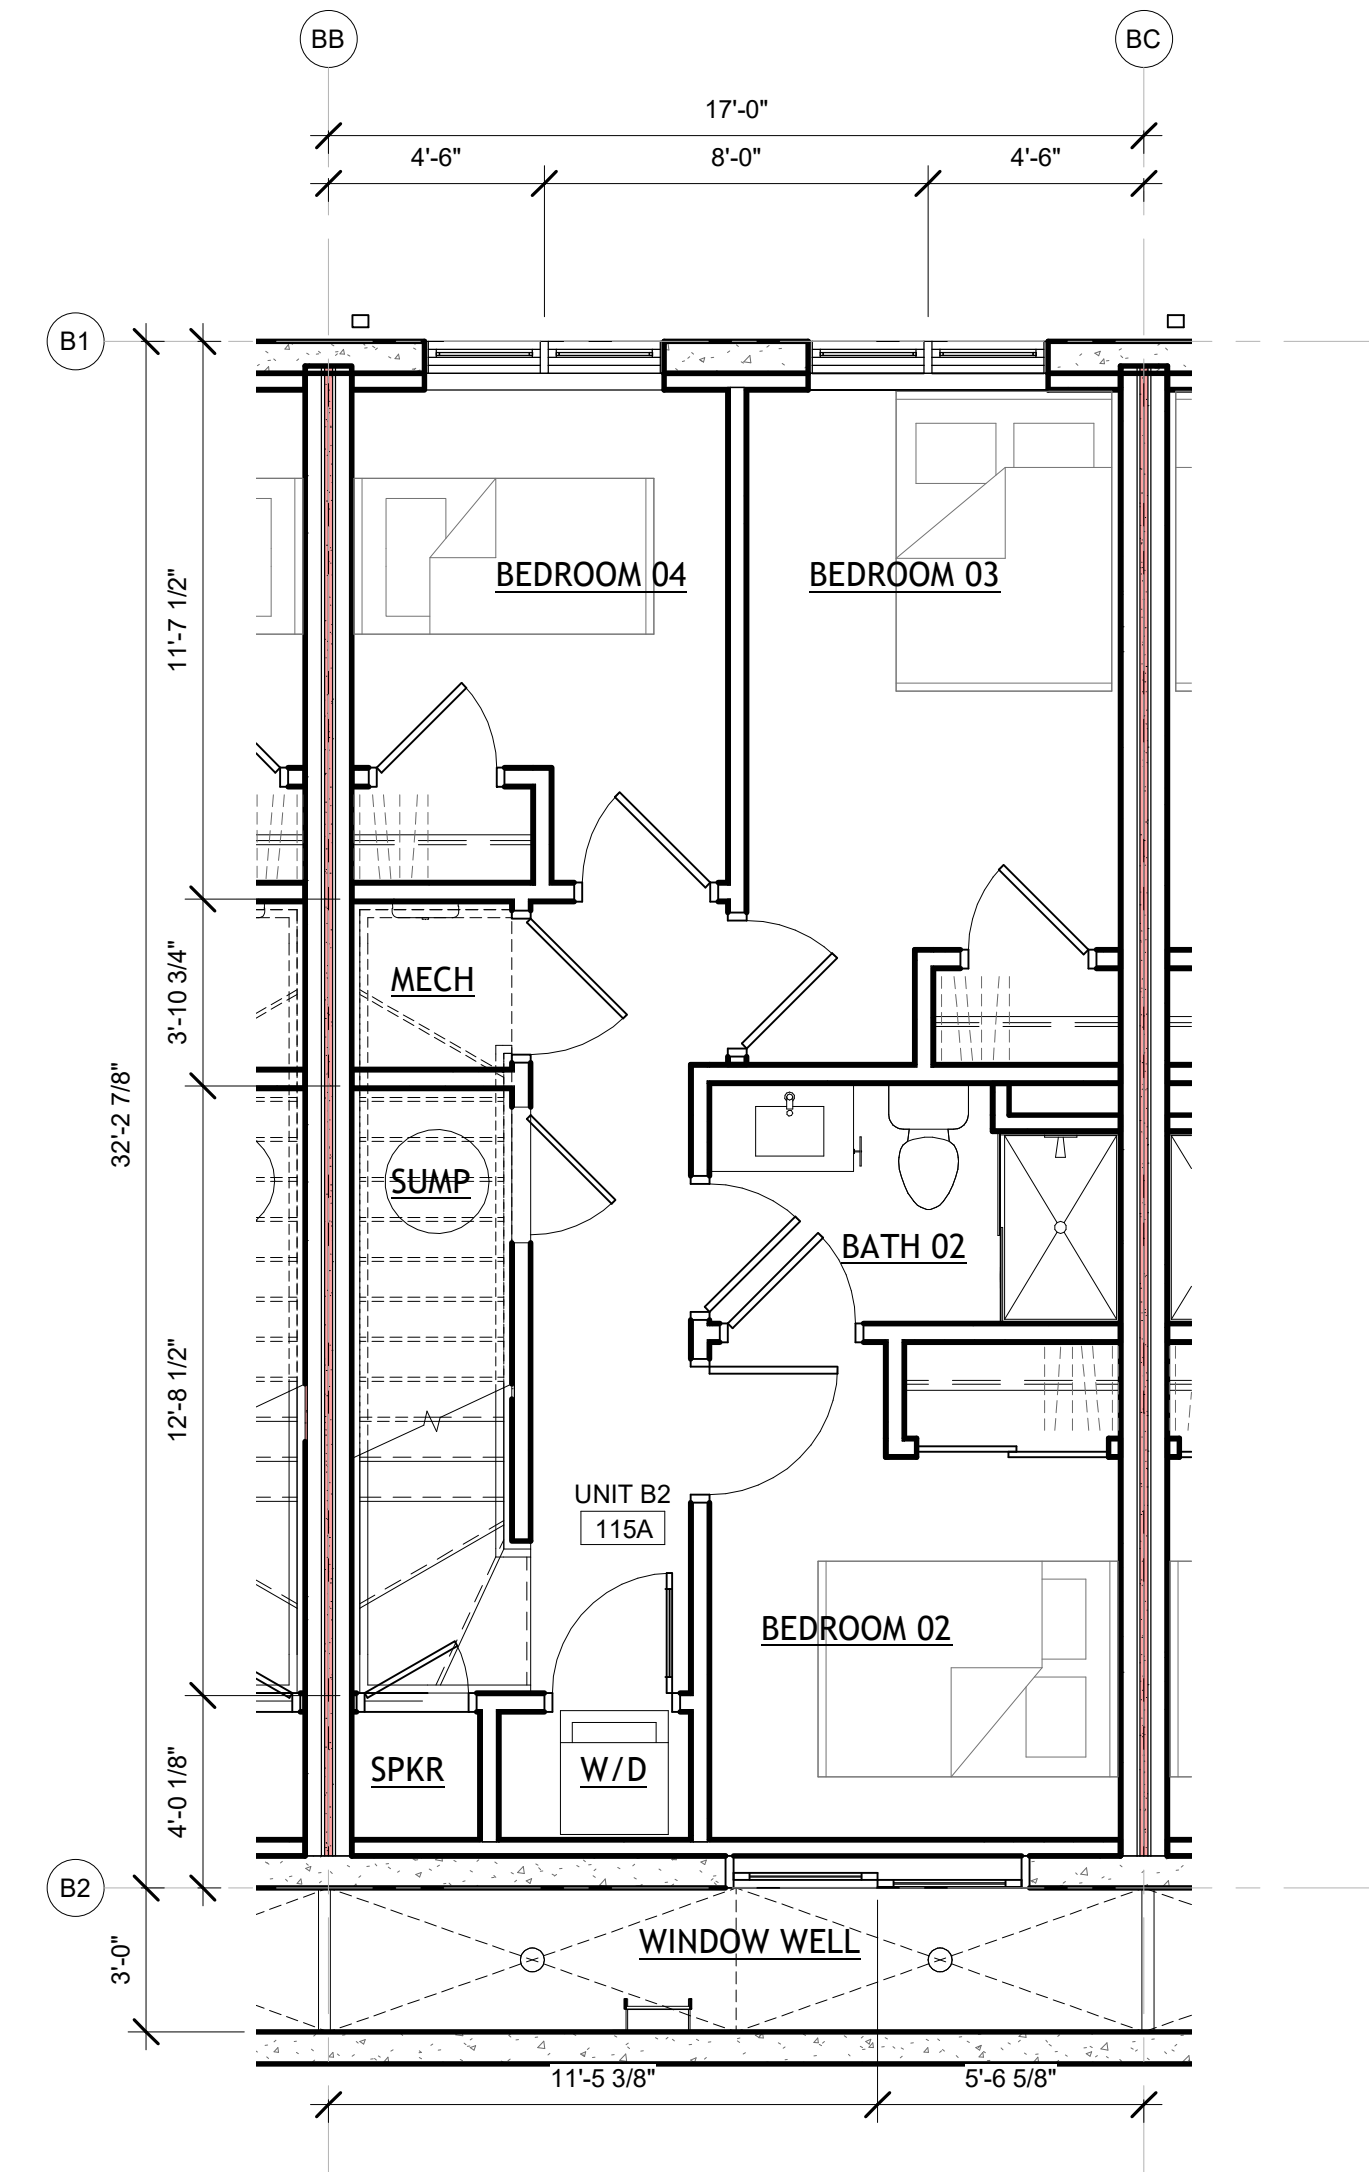 BB
BC
17'-0"
4'-6"
8'-0"
4'-6"
B1
BEDROOM 04
BEDROOM 03
11'-7 1/2"
MECH
3'-10 3/4"
32'-2 7/8"
SUMP
BATH 02
12'-8 1/2"
UNIT B2
115A
BEDROOM 02
SPKR
W/D
4'-0 1/8"
B2
WINDOW WELL
3'-0"
11'-5 3/8"
5'-6 5/8"